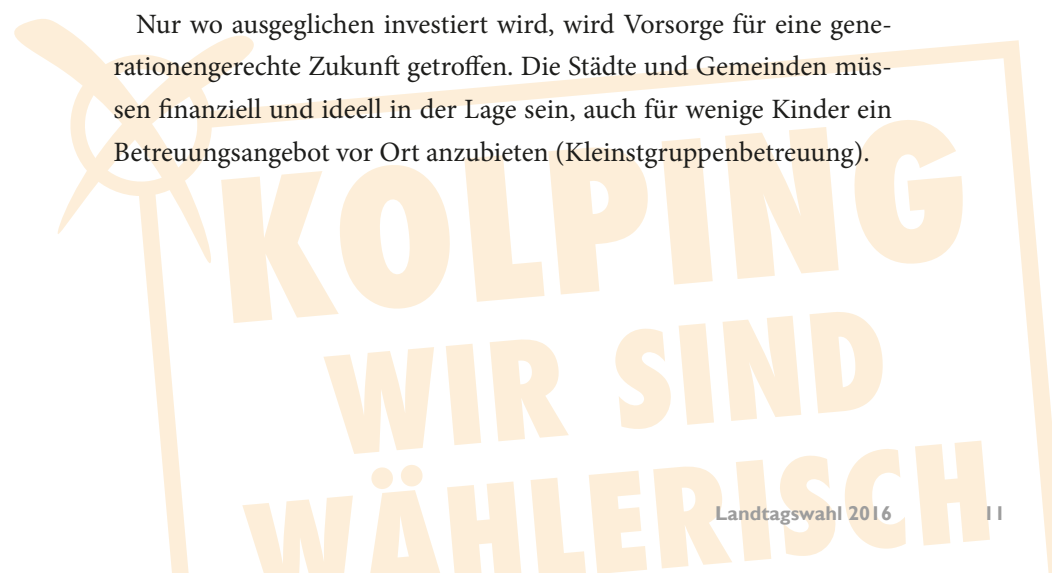 Nur wo ausgeglichen investiert wird, wird Vorsorge für eine gene-
rationengerechte Zukunft getroffen. Die Städte und Gemeinden müs-
sen finanziell und ideell in der Lage sein, auch für wenige Kinder ein
Betreuungsangebot vor Ort anzubieten (Kleinstgruppenbetreuung).
KOLPING
WIR SIND
WÄHLERISCH
Landtagswahl 2016 11